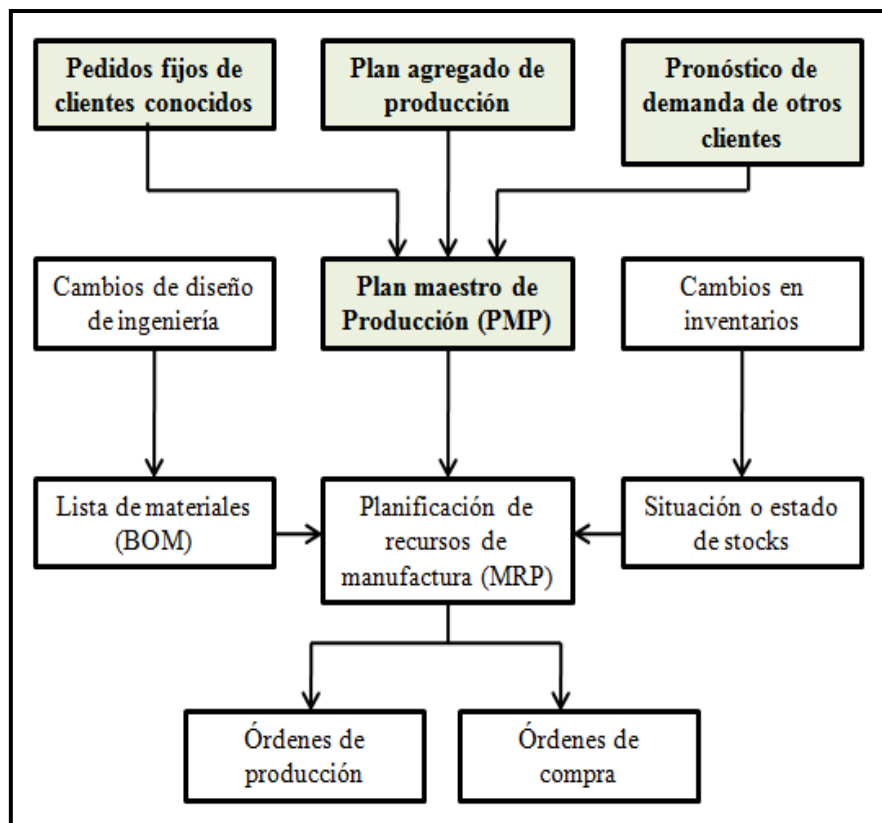 Pedidos fijos de
clientes conocidos
Plan agregado de
producción
Pronóstico de
demanda de otros
clientes
Cambios de diseño
de ingeniería
Plan maestro de
Producción (PMP)
Cambios en
inventarios
Lista de materiales
(BOM)
Planificación de
recursos de
manufactura (MRP)
Situación o estado
de stocks
Órdenes de
producción
Órdenes de
compra